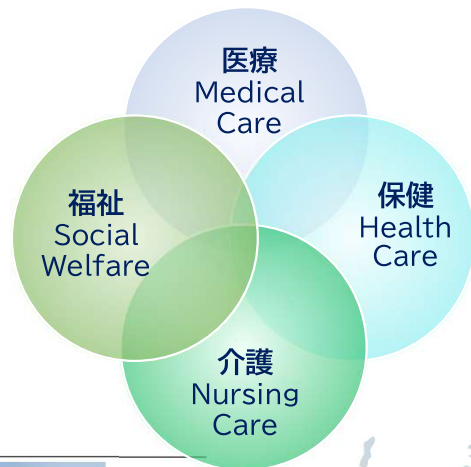 医療
Medical
Care
福祉
Social
Welfare
保健
Health
Care
介護
Nursing
Care